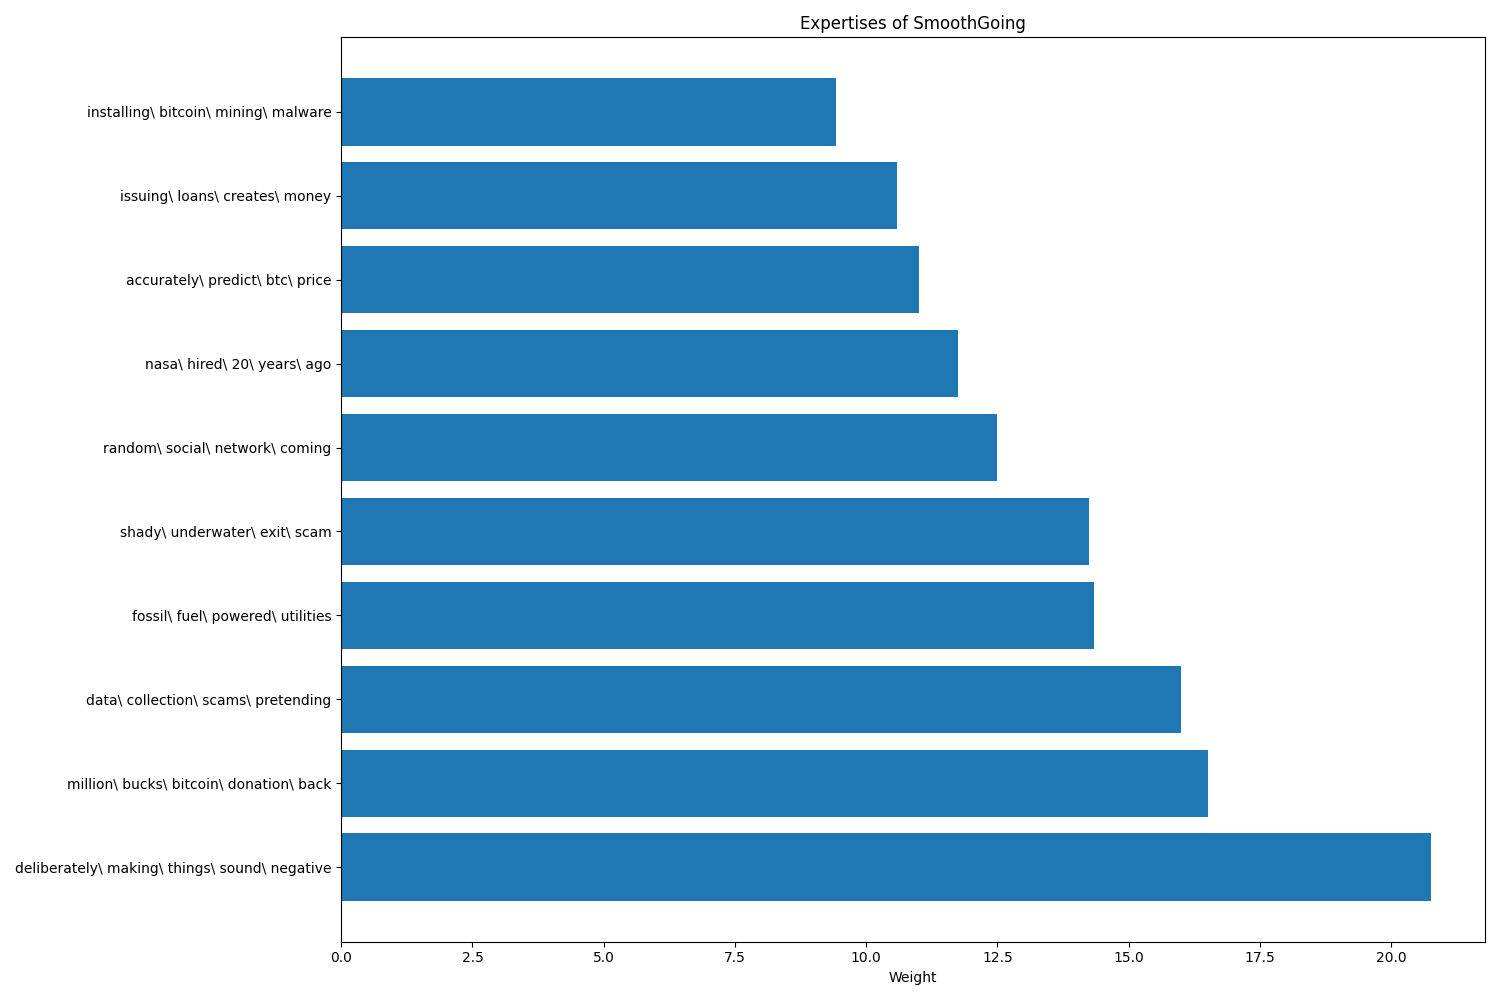 Expertises of SmoothGoing
installing\ bitcoin\ mining\ malware
issuing\ loans\ creates\ money
accurately\ predict\ btc\ price
nasa\ hired\ 20\ years\ ago
random\ social\ network\ coming
shady\ underwater\ exit\ scam
fossil\ fuel\ powered\ utilities
data\ collection\ scams\ pretending
million\ bucks\ bitcoin\ donation\ back
deliberately\ making\ things\ sound\ negative
0.0 2.5 5.0 7.5 10.0 12.5 15.0 17.5 20.0
Weight